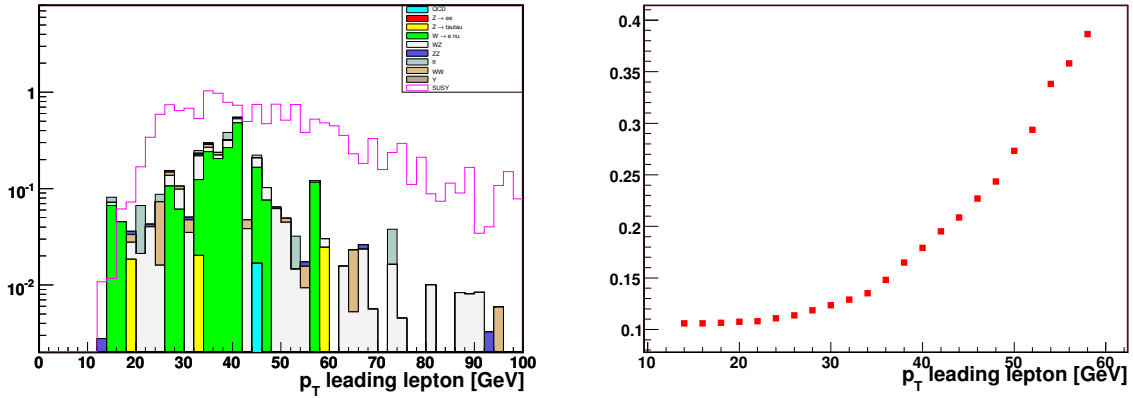 QCD
Z → ee
Z → tautau
W → e nu
WZ
ZZ
tt
WW
Y
SUSY
1
10-1
10-2
0 10 20 30 40 50 60 70 80 90 100
pT leading lepton [GeV]
0.4
0.35
0.3
0.25
0.2
0.15
0.1
10 20 30 40 50 60
pT leading lepton [GeV]